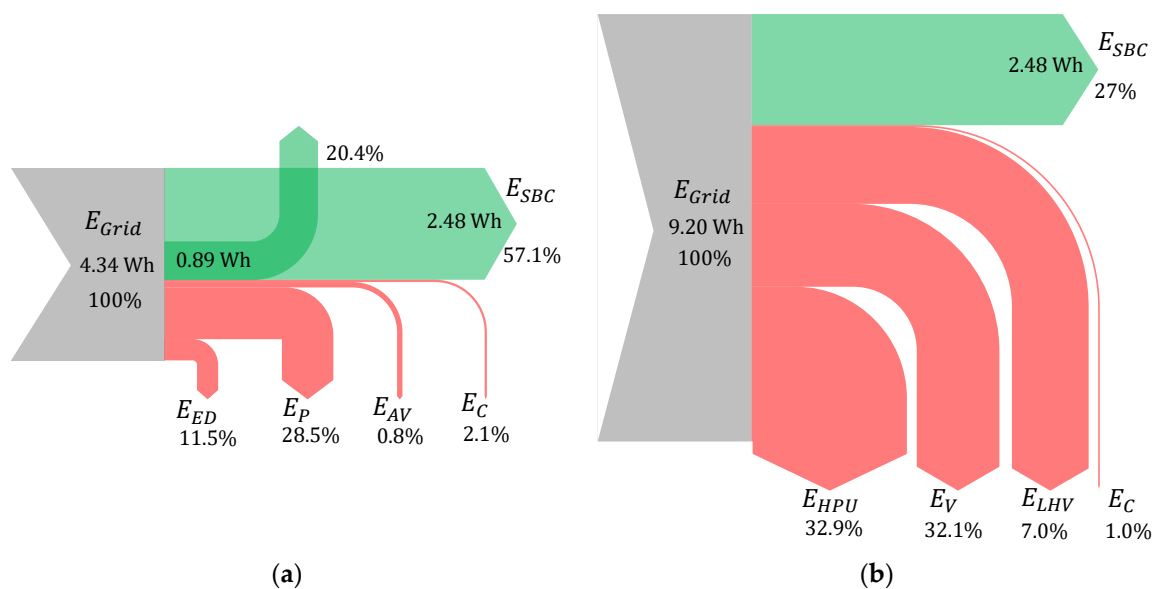 E_Grid
4.34 Wh
100%
0.89 Wh
20.4%
2.48 Wh
E_SBC
57.1%
E_ED
11.5%
E_P
28.5%
E_AV
0.8%
E_C
2.1%
(a)
E_Grid
9.20 Wh
100%
2.48 Wh
E_SBC
27%
E_HPU
32.9%
E_V
32.1%
E_LHV
7.0%
E_C
1.0%
(b)